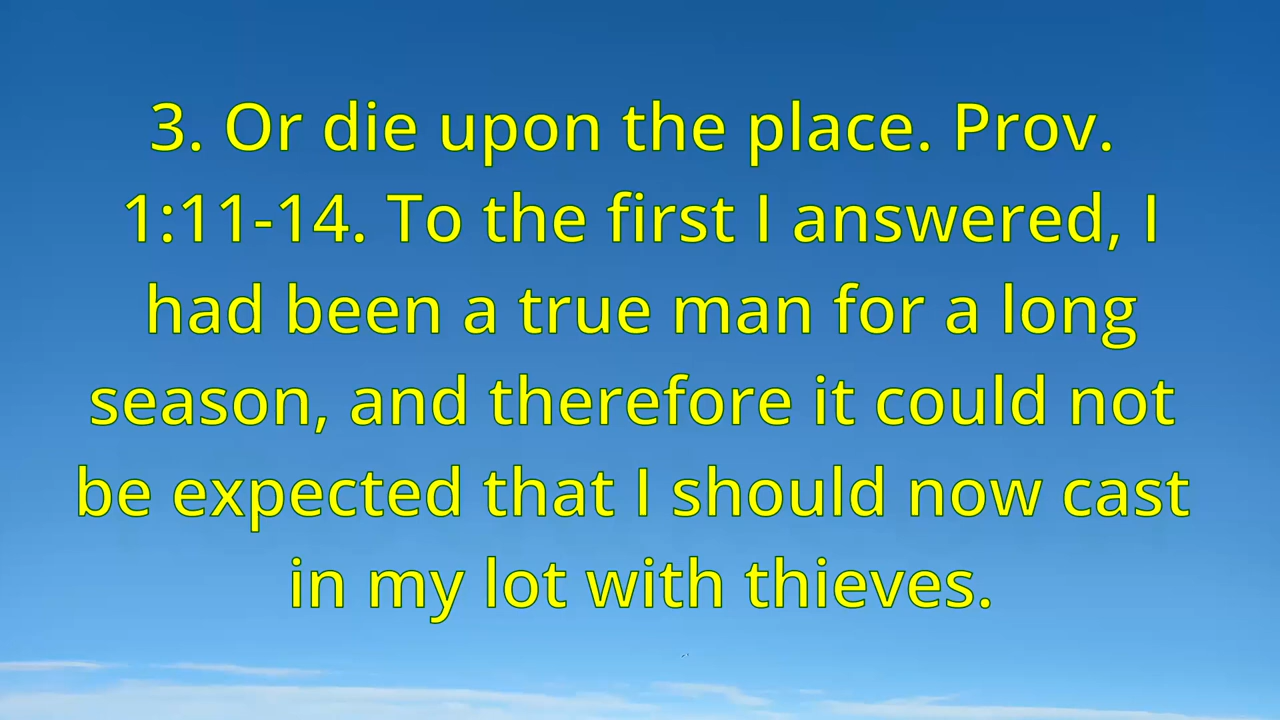 3. Or die upon the place. Prov.
1:11-14. To the first I answered, I
had been a true man for a long
season, and therefore it could not
be expected that I should now cast
in my lot with thieves.